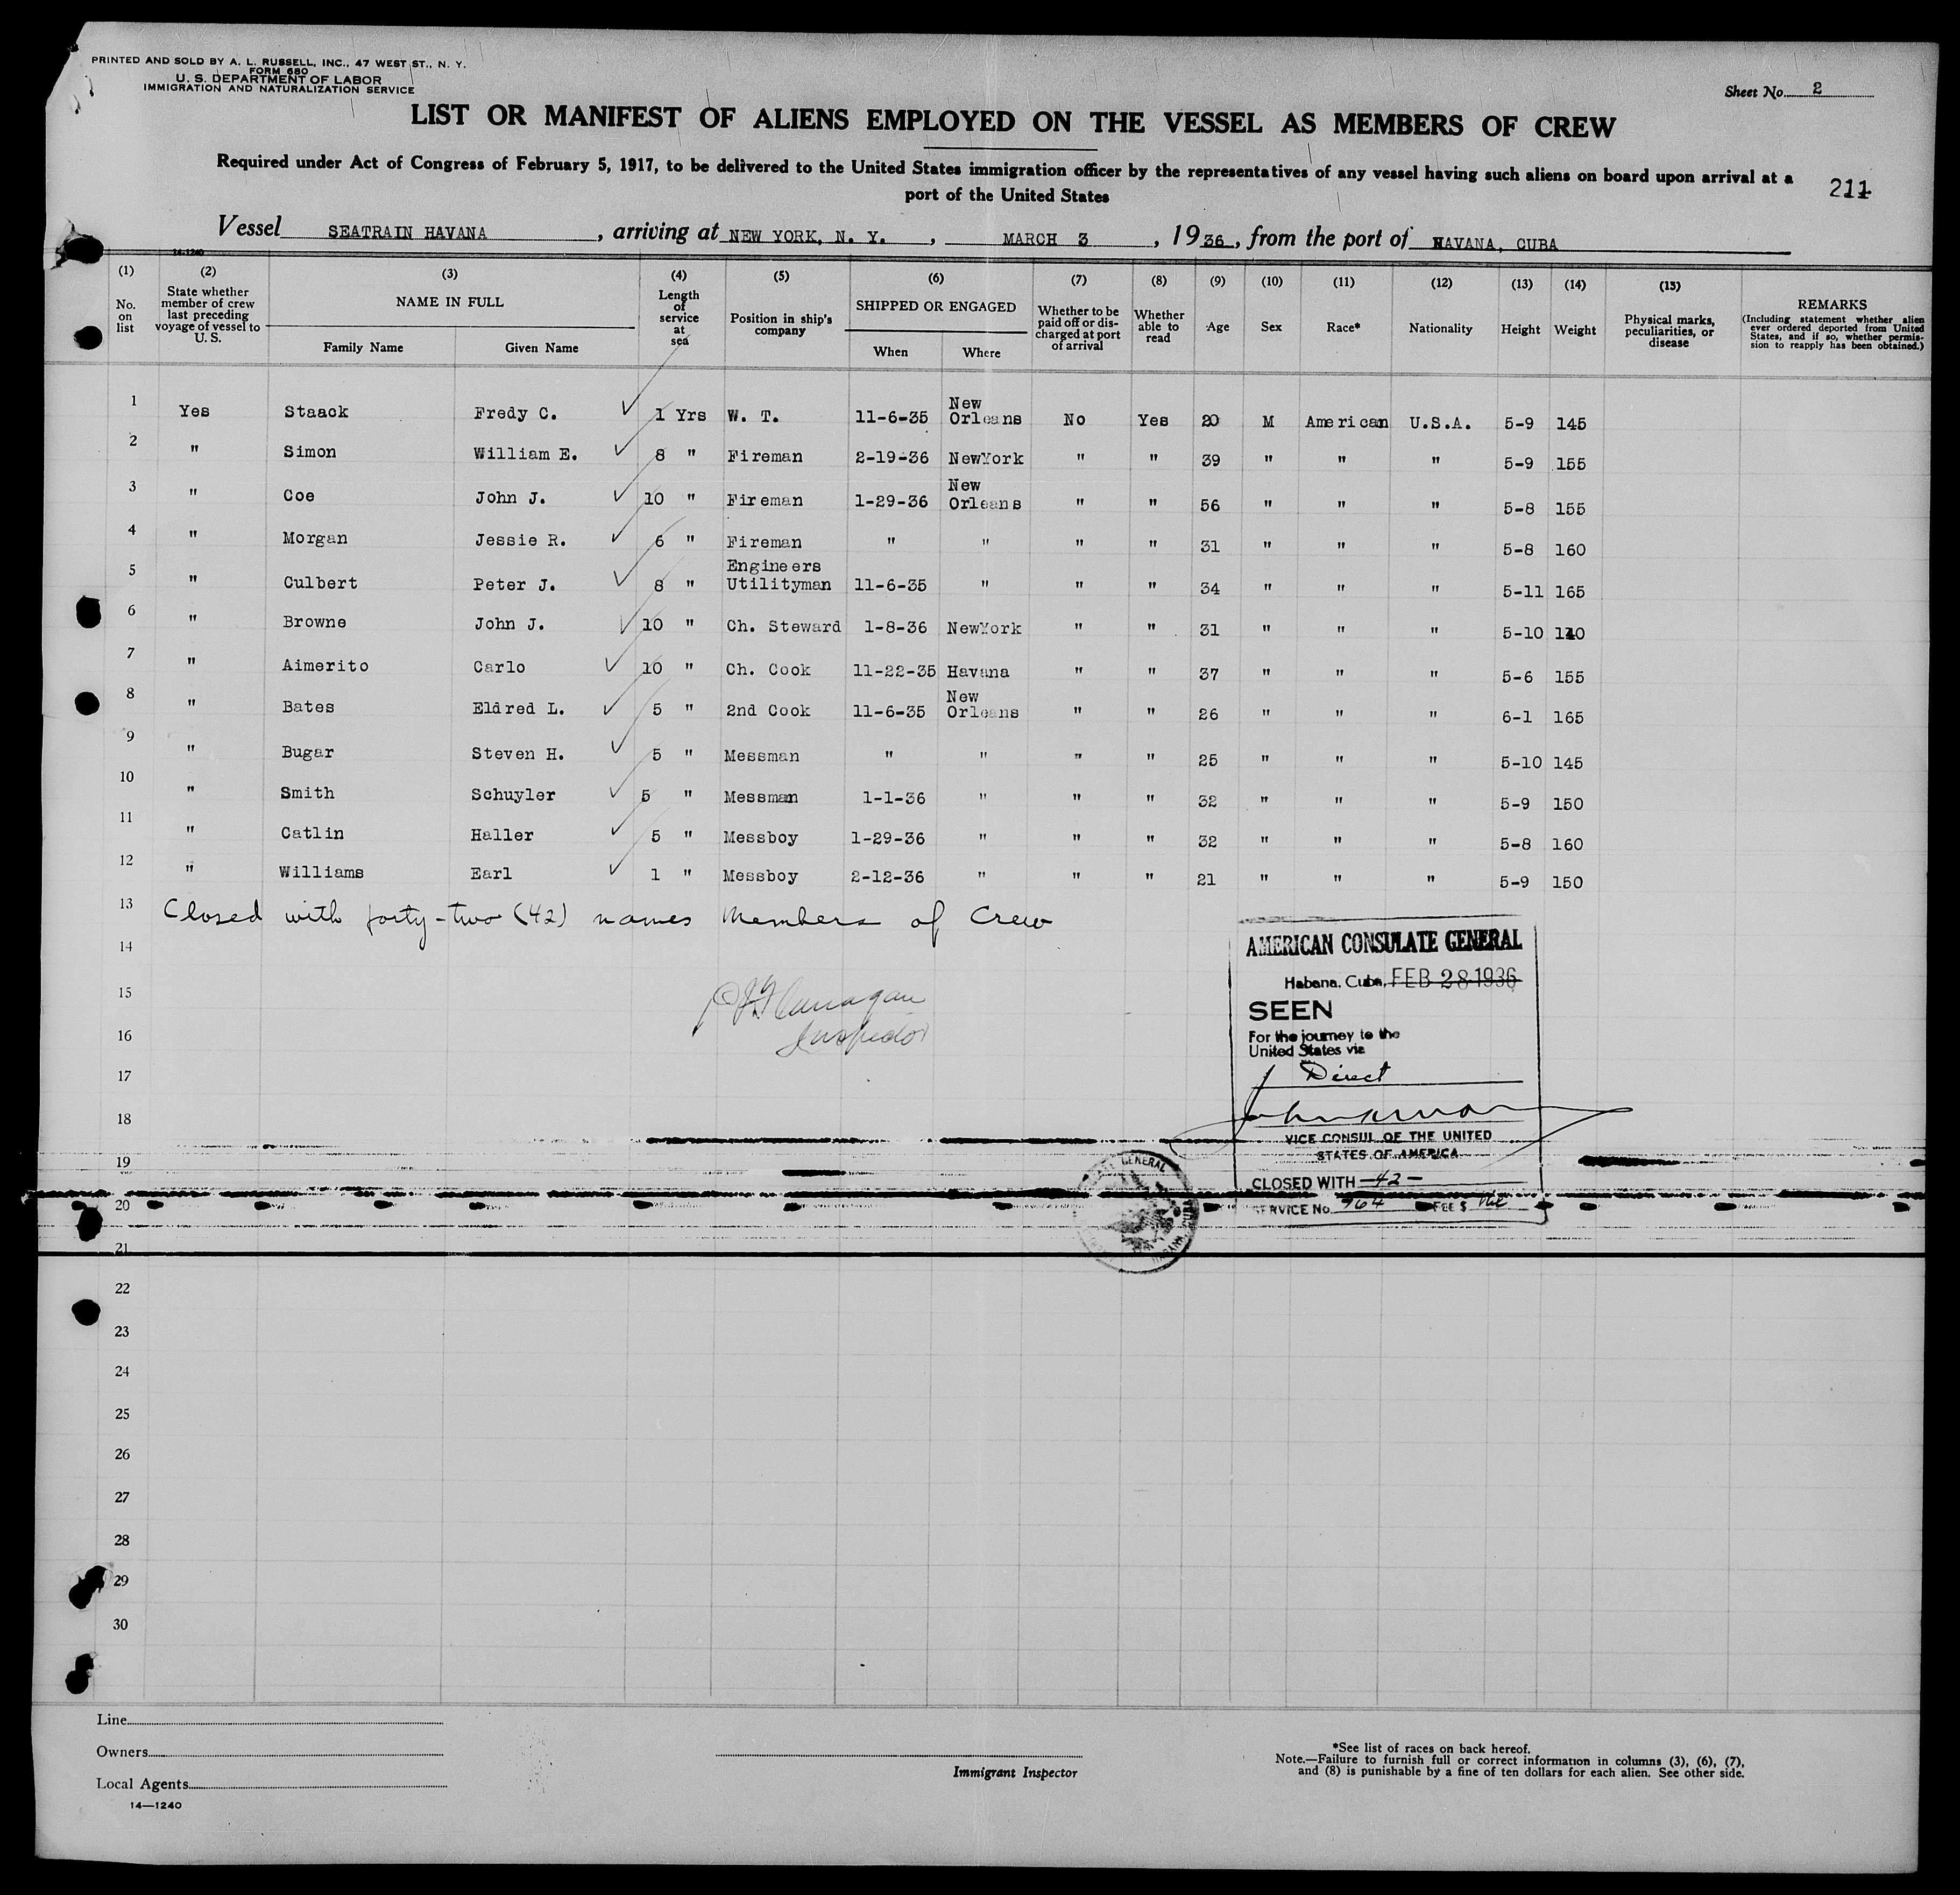 PRINTED AND SOLD BY A. L. RUSSELL, INC., 47 WEST ST., N. Y.
FORM 680
U. S. DEPARTMENT OF LABOR
IMMIGRATION AND NATURALIZATION SERVICE
Sheet No. 2
LIST OR MANIFEST OF ALIENS EMPLOYED ON THE VESSEL AS MEMBERS OF CREW
Required under Act of Congress of February 5, 1917, to be delivered to the United States immigration officer by the representatives of any vessel having such aliens on board upon arrival at a
port of the United States
211
Vessel SEATRAIN HAVANA, arriving at NEW YORK, N. Y., MARCH 3, 1936, from the port of HAVANA, CUBA
14-1240
(1) (2) (3) (4) (5) (6) (7) (8) (9) (10) (11) (12) (13) (14) (15)
No. on list
State whether member of crew last preceding voyage of vessel to U. S.
NAME IN FULL
Family Name Given Name
Length of service at sea
Position in ship's company
SHIPPED OR ENGAGED
When Where
Whether to be paid off or discharged at port of arrival
Whether able to read
Age Sex Race* Nationality Height Weight
Physical marks, peculiarities, or disease
REMARKS
(Including statement whether alien ever ordered deported from United States, and if so, whether permission to reapply has been obtained.)
1 Yes Staack Fredy C. 1 Yrs W. T. 11-6-35 New Orleans No Yes 20 M American U.S.A. 5-9 145
2 " Simon William E. 8 " Fireman 2-19-36 NewYork " " 39 " " " 5-9 155
3 " Coe John J. 10 " Fireman 1-29-36 New Orleans " " 56 " " " 5-8 155
4 " Morgan Jessie R. 6 " Fireman " " " " 31 " " " 5-8 160
5 " Culbert Peter J. 8 " Engineers Utilityman 11-6-35 " " " 34 " " " 5-11 165
6 " Browne John J. 10 " Ch. Steward 1-8-36 NewYork " " 31 " " " 5-10
7 " Aimerito Carlo 10 " Ch. Cook 11-22-35 Havana " " 37 " " " 5-6 155
8 " Bates Eldred L. 5 " 2nd Cook 11-6-35 New Orleans " " 26 " " " 6-1 165
9 " Bugar Steven H. 5 " Messman " " " " 25 " " " 5-10 145
10 " Smith Schuyler 5 " Messman 1-1-36 " " " 32 " " " 5-9 150
11 " Catlin Haller 5 " Messboy 1-29-36 " " " 32 " " " 5-8 160
12 " Williams Earl 1 " Messboy 2-12-36 " " " 21 " " " 5-9 150
13 Closed with forty-two (42) names members of Crew
14
15
16 Inspector
17
18
19
20
21
22
23
24
25
26
27
28
29
30
AMERICAN CONSULATE GENERAL
Habana, Cuba, FEB 28 1936
SEEN
For the journey to the
United States via
Direct
VICE CONSUL OF THE UNITED
STATES OF AMERICA
CLOSED WITH -42-
SERVICE No. 964 FEE $ Nil
Line
Owners
Local Agents
14—1240
Immigrant Inspector
*See list of races on back hereof.
Note.—Failure to furnish full or correct information in columns (3), (6), (7),
and (8) is punishable by a fine of ten dollars for each alien. See other side.